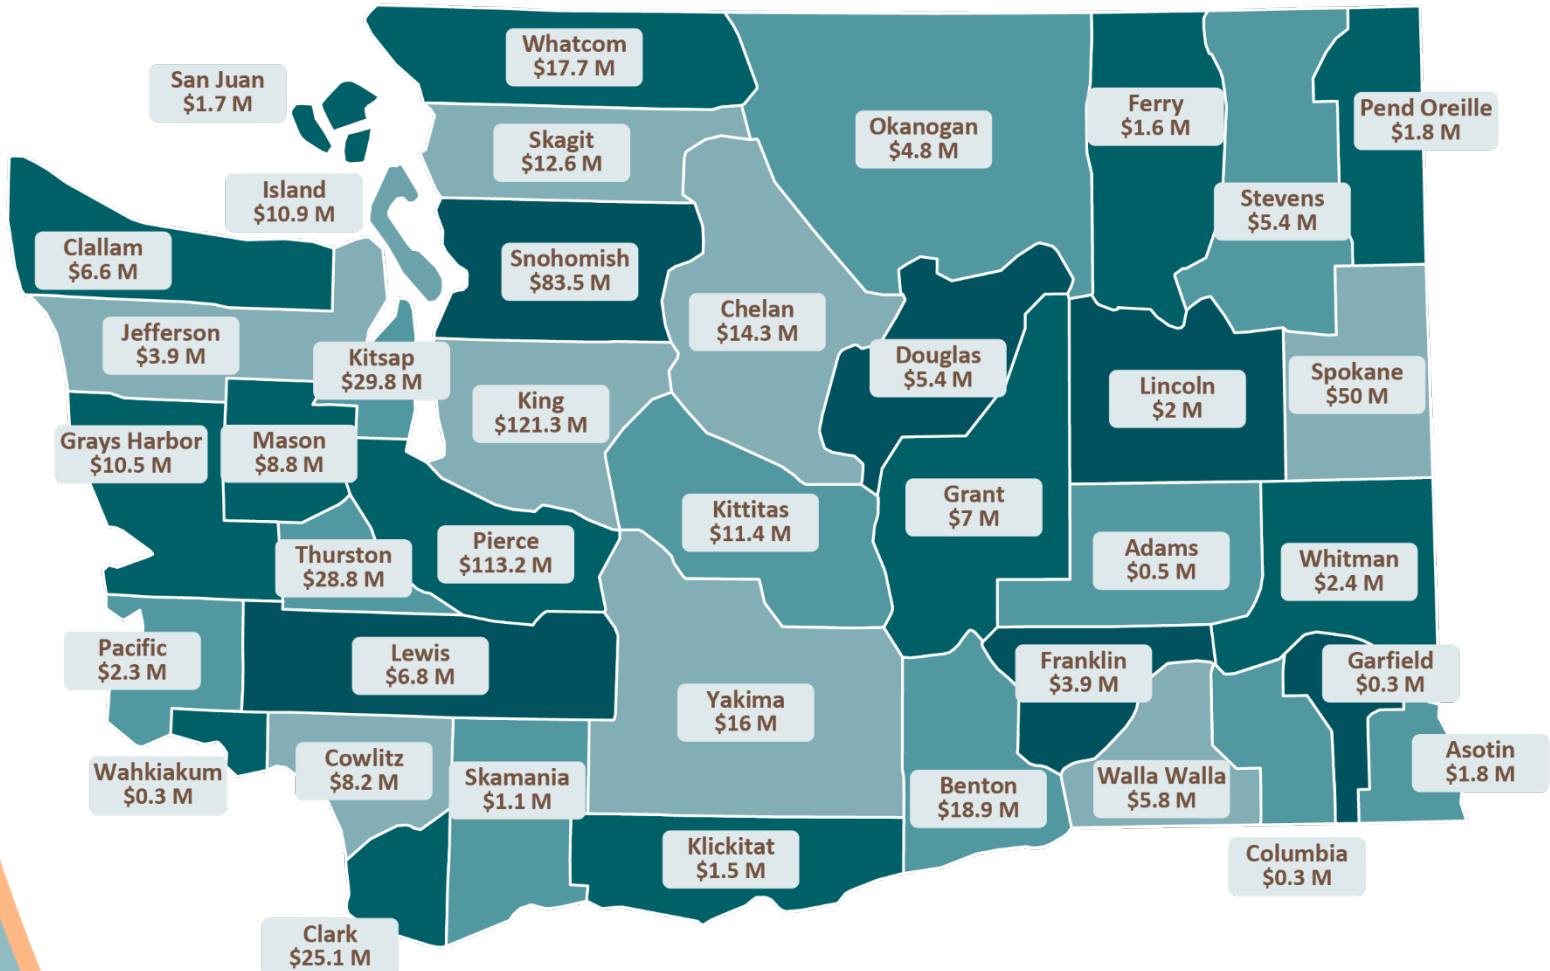 Whatcom
$17.7 M
San Juan
$1.7 M
Ferry
$1.6 M
Pend Oreille
$1.8 M
Okanogan
$4.8 M
Skagit
$12.6 M
Island
$10.9 M
Stevens
$5.4 M
Clallam
$6.6 M
Snohomish
$83.5 M
Chelan
$14.3 M
Jefferson
$3.9 M
Kitsap
$29.8 M
Douglas
$5.4 M
Lincoln
$2 M
Spokane
$50 M
King
$121.3 M
Grays Harbor
$10.5 M
Mason
$8.8 M
Grant
$7 M
Kittitas
$11.4 M
Pierce
$113.2 M
Thurston
$28.8 M
Adams
$0.5 M
Whitman
$2.4 M
Pacific
$2.3 M
Lewis
$6.8 M
Franklin
$3.9 M
Garfield
$0.3 M
Yakima
$16 M
Asotin
$1.8 M
Wahkiakum
$0.3 M
Cowlitz
$8.2 M
Skamania
$1.1 M
Benton
$18.9 M
Walla Walla
$5.8 M
Klickitat
$1.5 M
Columbia
$0.3 M
Clark
$25.1 M